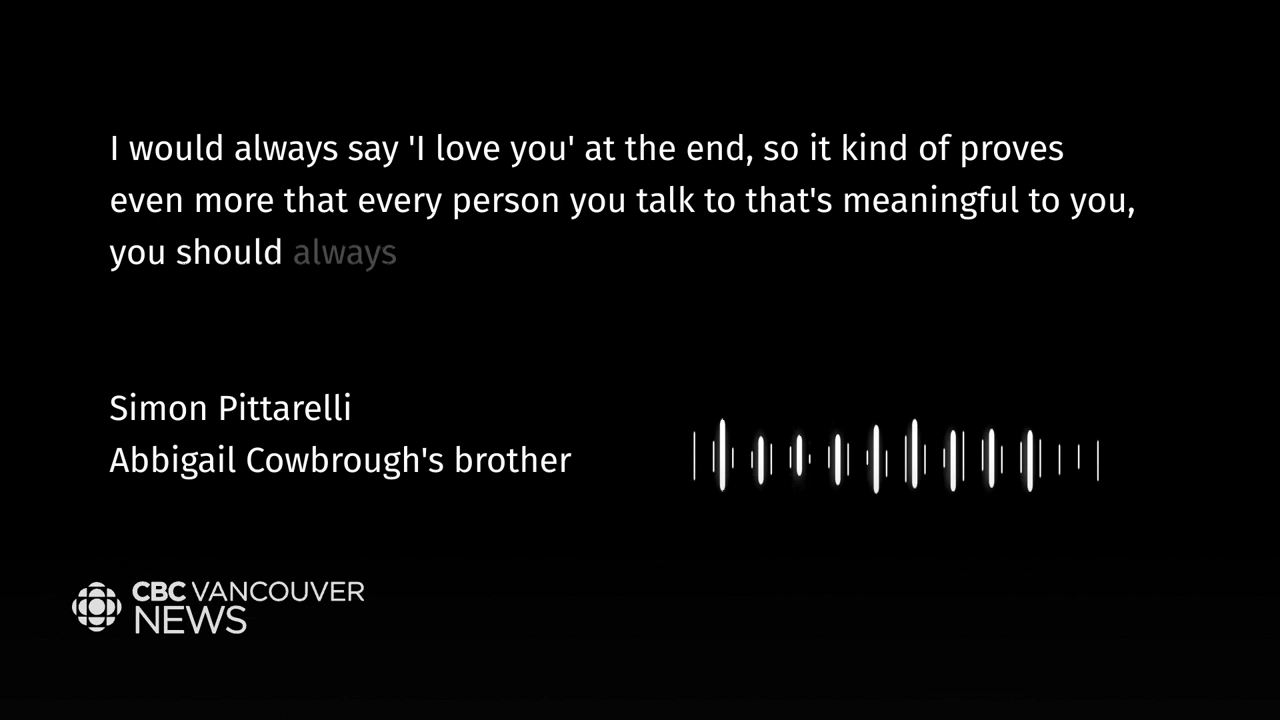 I would always say 'I love you' at the end, so it kind of proves
even more that every person you talk to that's meaningful to you,
you should always
Simon Pittarelli
Abbigail Cowbrough's brother
CBC VANCOUVER
NEWS